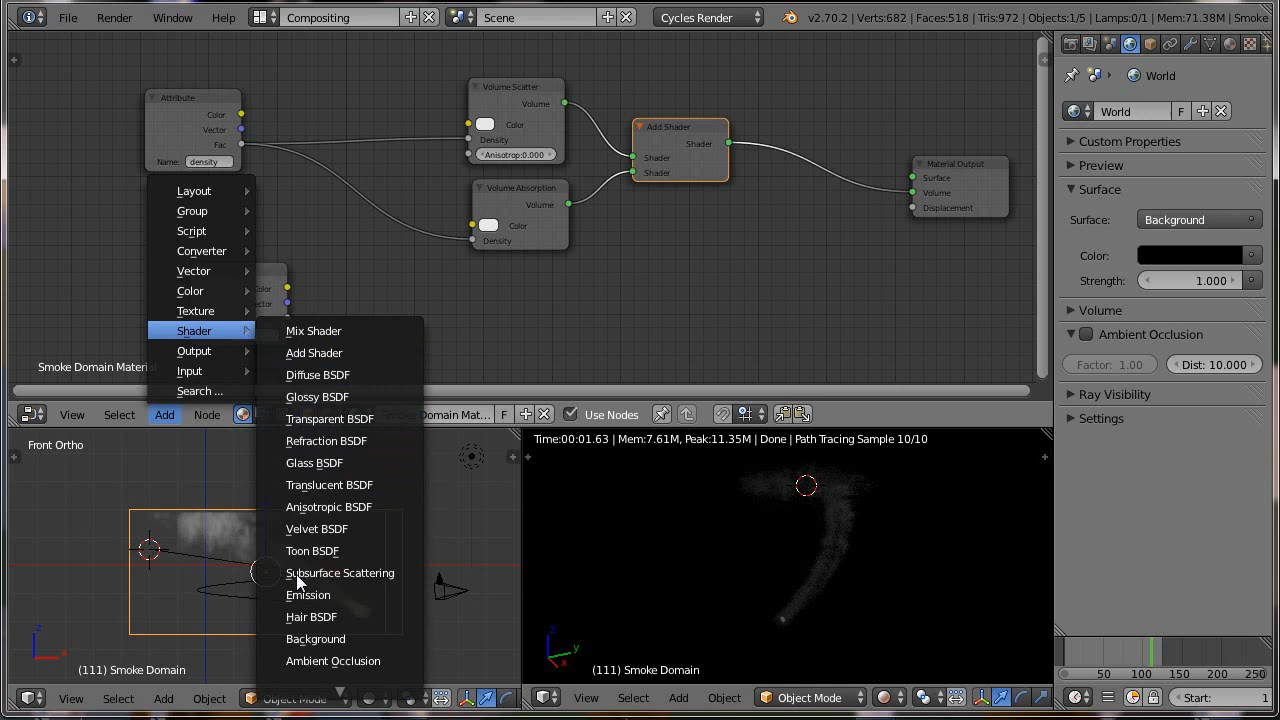 File Render Window Help Compositing Scene Cycles Render v2.70.2 | Verts:682 | Faces:518 | Tris:972 | Objects:1/5 | Lamps:0/1 | Mem:71.38M | Smoke
Attribute
Color
Vector
Fac
Name: density
Volume Scatter
Volume
Color
Density
Anisotrop:0.000
Volume Absorption
Volume
Color
Density
Add Shader
Shader
Shader
Shader
Material Output
Surface
Volume
Displacement
Color
Vector
Smoke Domain Material
Layout
Group
Script
Converter
Vector
Color
Texture
Shader
Output
Input
Search ...
Mix Shader
Add Shader
Diffuse BSDF
Glossy BSDF
Transparent BSDF
Refraction BSDF
Glass BSDF
Translucent BSDF
Anisotropic BSDF
Velvet BSDF
Toon BSDF
Subsurface Scattering
Emission
Hair BSDF
Background
Ambient Occlusion
View Select Add Node Smoke Domain Mat... F Use Nodes
Front Ortho
(111) Smoke Domain
View Select Add Object Object Mode
Time:00:01.63 | Mem:7.61M, Peak:11.35M | Done | Path Tracing Sample 10/10
(111) Smoke Domain
View Select Add Object Object Mode
World
World F
Custom Properties
Preview
Surface
Surface: Background
Color:
Strength: 1.000
Volume
Ambient Occlusion
Factor: 1.00 Dist: 10.000
Ray Visibility
Settings
50 100 150 200 250
Start: 1